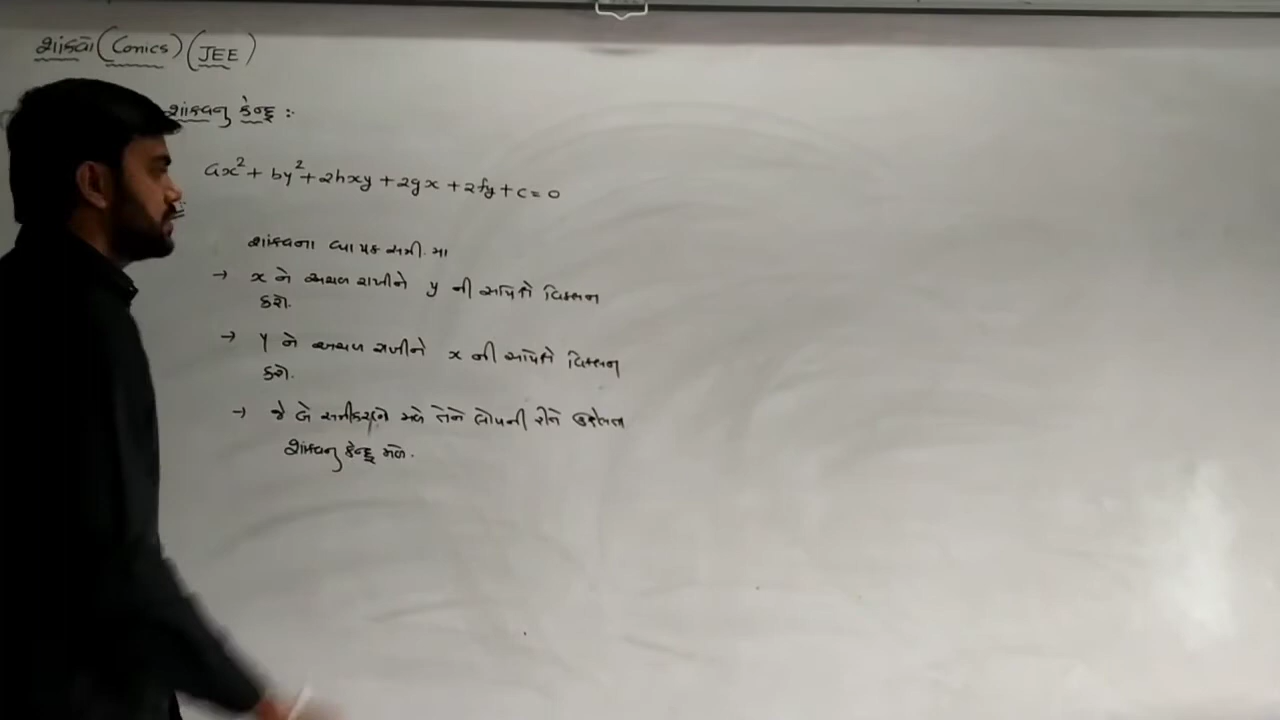 શાંકવો (Conics) (JEE)
શાંકવનુ કેન્દ્ર :
ax² + by² + 2hxy + 2gx + 2fy + c = 0
શાંકવના વ્યાપક સમી. મા
→ x ને અચળ રાખીને y ની સાપેક્ષે વિકલન
કરો.
→ y ને અચળ રાખીને x ની સાપેક્ષે વિકલન
કરો.
→ જે બે સમીકરણો મળે તેને લોપની રીતે ઉકેલતા
શાંકવનુ કેન્દ્ર મળે.